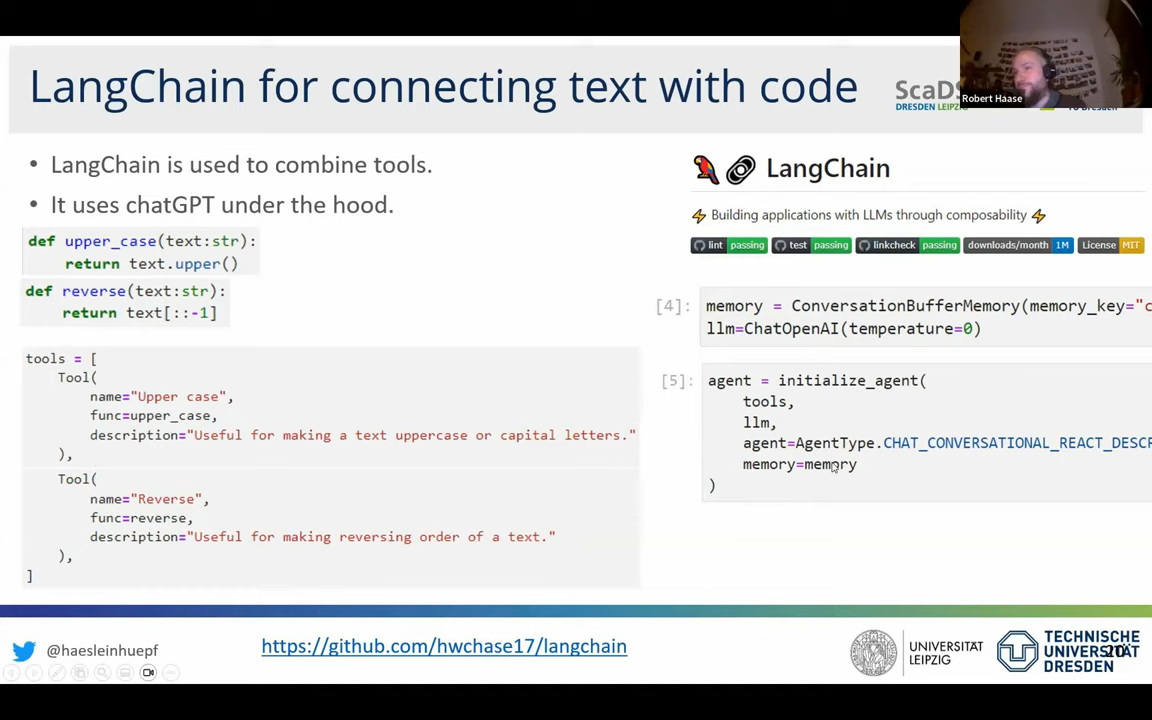 LangChain for connecting text with code
ScaDS
DRESDEN LEIPZIG
Robert Haase
• LangChain is used to combine tools.
• It uses chatGPT under the hood.
def upper_case(text:str):
    return text.upper()
def reverse(text:str):
    return text[::-1]
tools = [
    Tool(
        name="Upper case",
        func=upper_case,
        description="Useful for making a text uppercase or capital letters."
    ),
    Tool(
        name="Reverse",
        func=reverse,
        description="Useful for making reversing order of a text."
    ),
]
LangChain
⚡ Building applications with LLMs through composability ⚡
lint passing test passing linkcheck passing downloads/month 1M License MIT
[4]: memory = ConversationBufferMemory(memory_key="c
llm=ChatOpenAI(temperature=0)
[5]: agent = initialize_agent(
    tools,
    llm,
    agent=AgentType.CHAT_CONVERSATIONAL_REACT_DESCR
    memory=memory
)
@haesleinhuepf
https://github.com/hwchase17/langchain
UNIVERSITÄT
LEIPZIG
TECHNISCHE
UNIVERSITÄT
DRESDEN
20